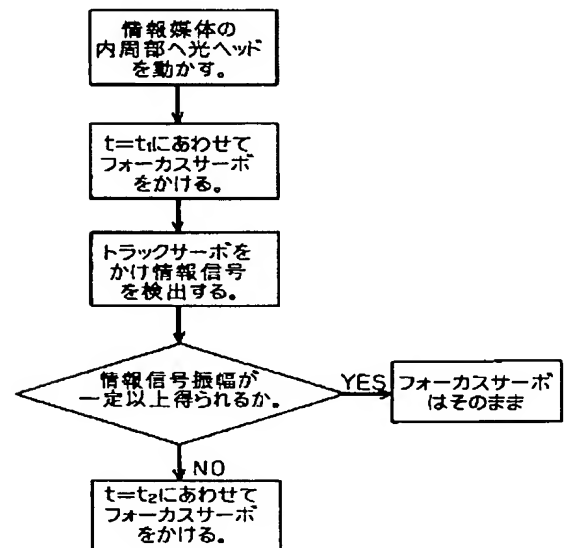 情報媒体の
内周部へ光ヘッド
を動かす。
t=t₁にあわせて
フォーカスサーボ
をかける。
トラックサーボを
かけ情報信号
を検出する。
情報信号振幅が
一定以上得られるか。
YES
フォーカスサーボ
はそのまま
NO
t=t₂にあわせて
フォーカスサーボ
をかける。